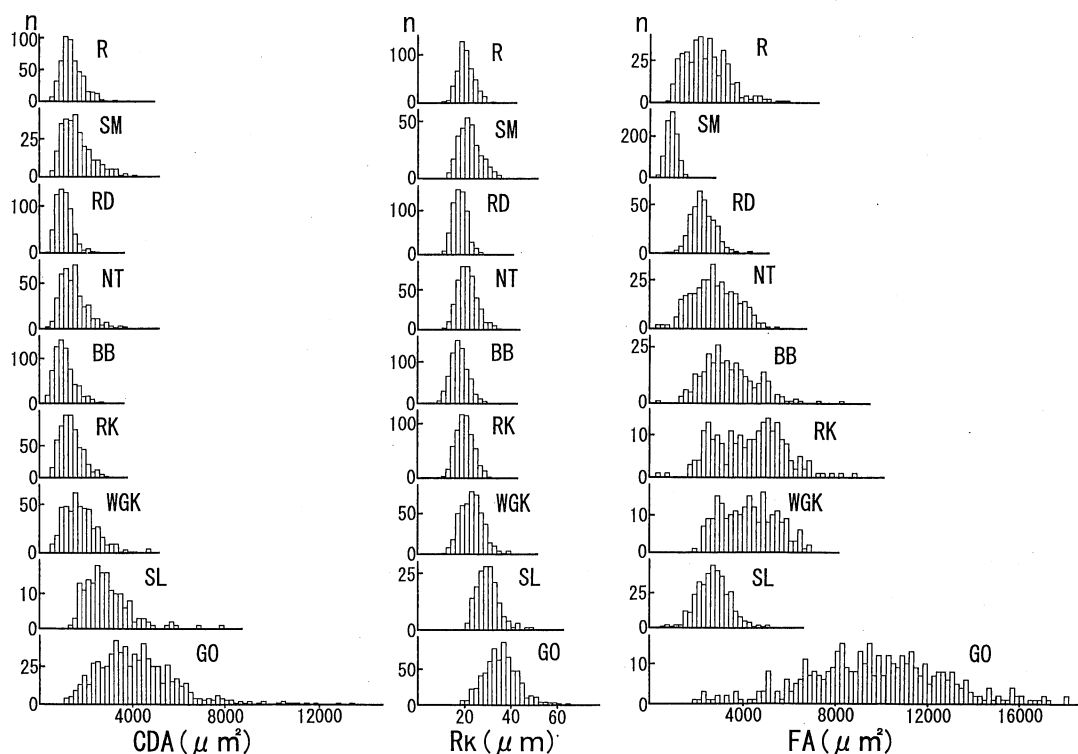 n n n
100 50 0 R
100 0 R
25 0 R
25 0 SM
50 0 SM
200 0 SM
100 0 RD
100 0 RD
50 0 RD
50 0 NT
50 0 NT
25 0 NT
100 0 BB
100 0 BB
25 0 BB
50 0 RK
100 50 0 RK
10 0 RK
50 0 WGK
50 0 WGK
10 0 WGK
10 0 SL
25 0 SL
25 0 SL
25 0 GO
50 0 GO
10 0 GO
4000 8000 12000
20 40 60
4000 8000 12000 16000
CDA (μm²)
Rκ (μm)
FA (μm²)